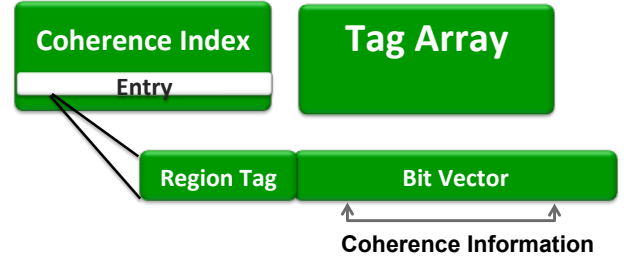 Coherence Index
Tag Array
Entry
Region Tag
Bit Vector
Coherence Information